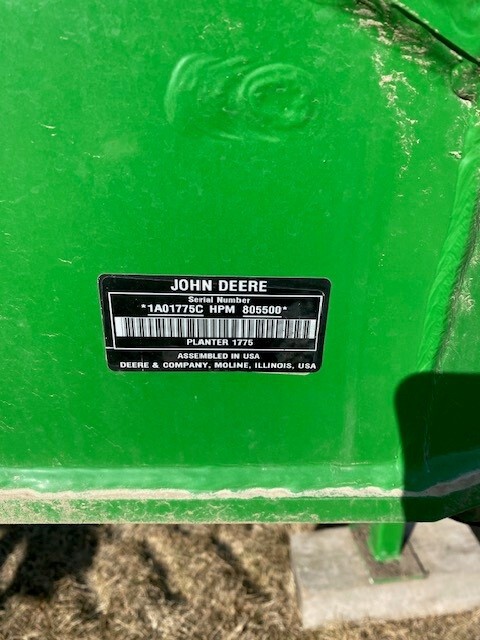 JOHN DEERE
Serial Number
*1A01775C HPM 805500*
PLANTER 1775
ASSEMBLED IN USA
DEERE & COMPANY, MOLINE, ILLINOIS, USA